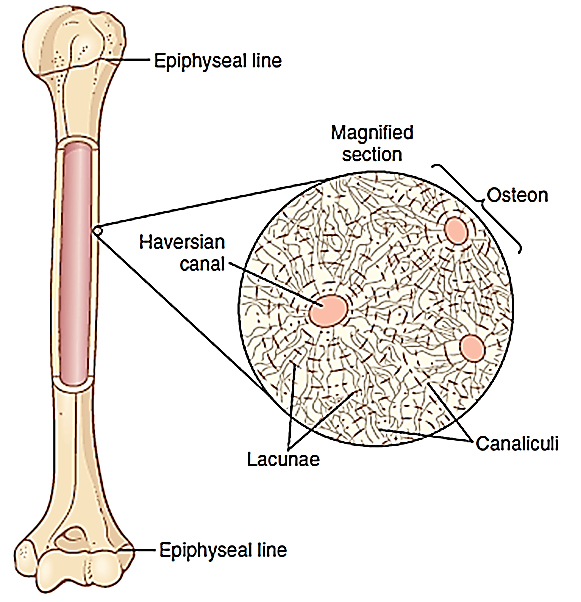 Epiphyseal line
Magnified
section
Osteon
Haversian
canal
Lacunae
Canaliculi
Epiphyseal line